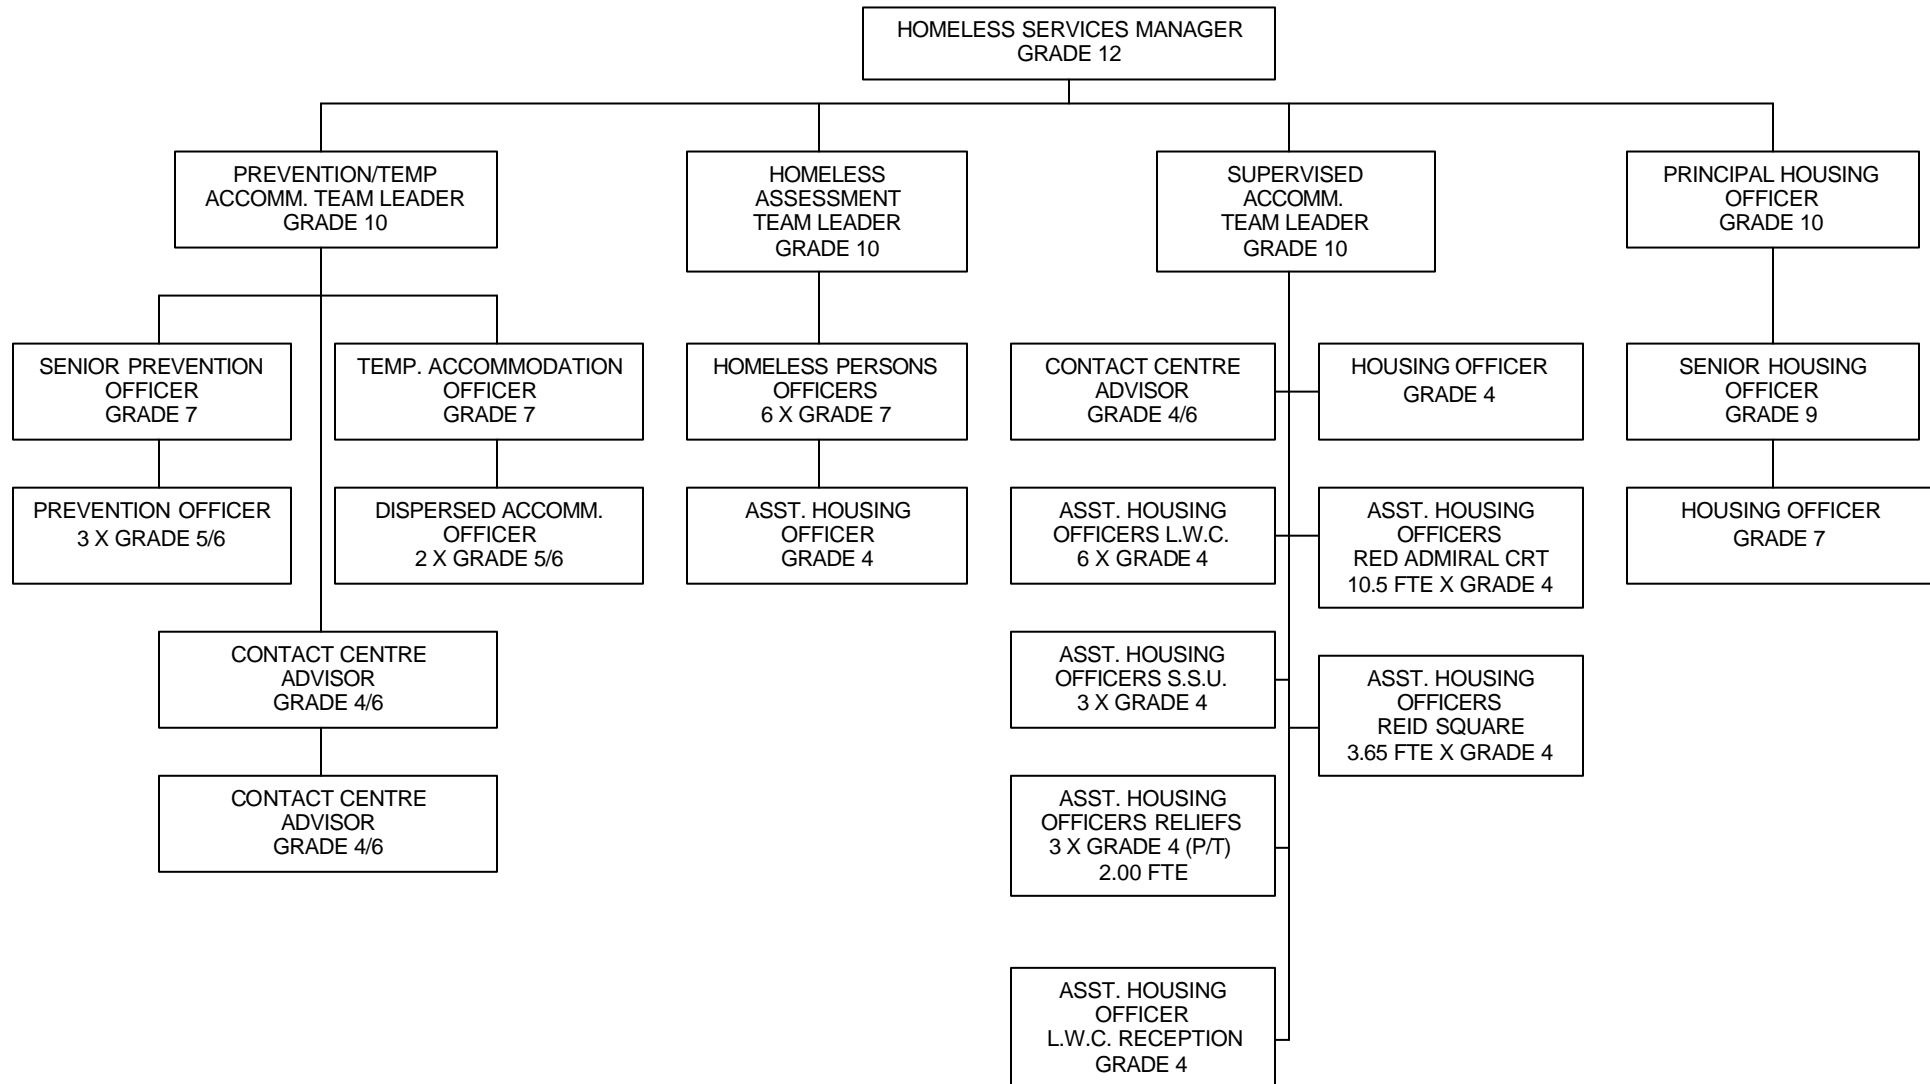 HOMELESS SERVICES MANAGER
GRADE 12
PREVENTION/TEMP
ACCOMM. TEAM LEADER
GRADE 10
HOMELESS
ASSESSMENT
TEAM LEADER
GRADE 10
SUPERVISED
ACCOMM.
TEAM LEADER
GRADE 10
PRINCIPAL HOUSING
OFFICER
GRADE 10
SENIOR PREVENTION
OFFICER
GRADE 7
TEMP. ACCOMMODATION
OFFICER
GRADE 7
HOMELESS PERSONS
OFFICERS
6 X GRADE 7
CONTACT CENTRE
ADVISOR
GRADE 4/6
HOUSING OFFICER
GRADE 4
SENIOR HOUSING
OFFICER
GRADE 9
PREVENTION OFFICER
3 X GRADE 5/6
DISPERSED ACCOMM.
OFFICER
2 X GRADE 5/6
ASST. HOUSING
OFFICER
GRADE 4
ASST. HOUSING
OFFICERS L.W.C.
6 X GRADE 4
ASST. HOUSING
OFFICERS
RED ADMIRAL CRT
10.5 FTE X GRADE 4
HOUSING OFFICER
GRADE 7
CONTACT CENTRE
ADVISOR
GRADE 4/6
ASST. HOUSING
OFFICERS S.S.U.
3 X GRADE 4
ASST. HOUSING
OFFICERS
REID SQUARE
3.65 FTE X GRADE 4
CONTACT CENTRE
ADVISOR
GRADE 4/6
ASST. HOUSING
OFFICERS RELIEFS
3 X GRADE 4 (P/T)
2.00 FTE
ASST. HOUSING
OFFICER
L.W.C. RECEPTION
GRADE 4